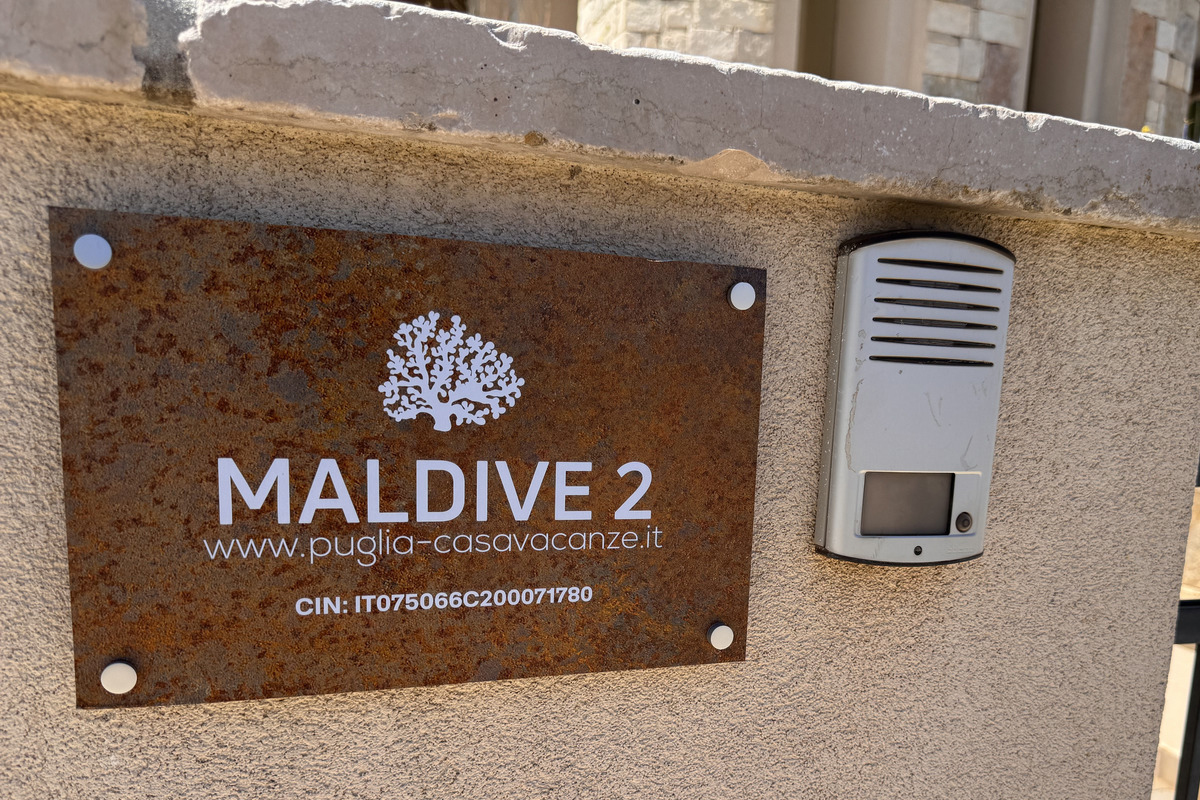 MALDIVE 2
www.puglia-casavacanze.it
CIN: IT075066C200071780